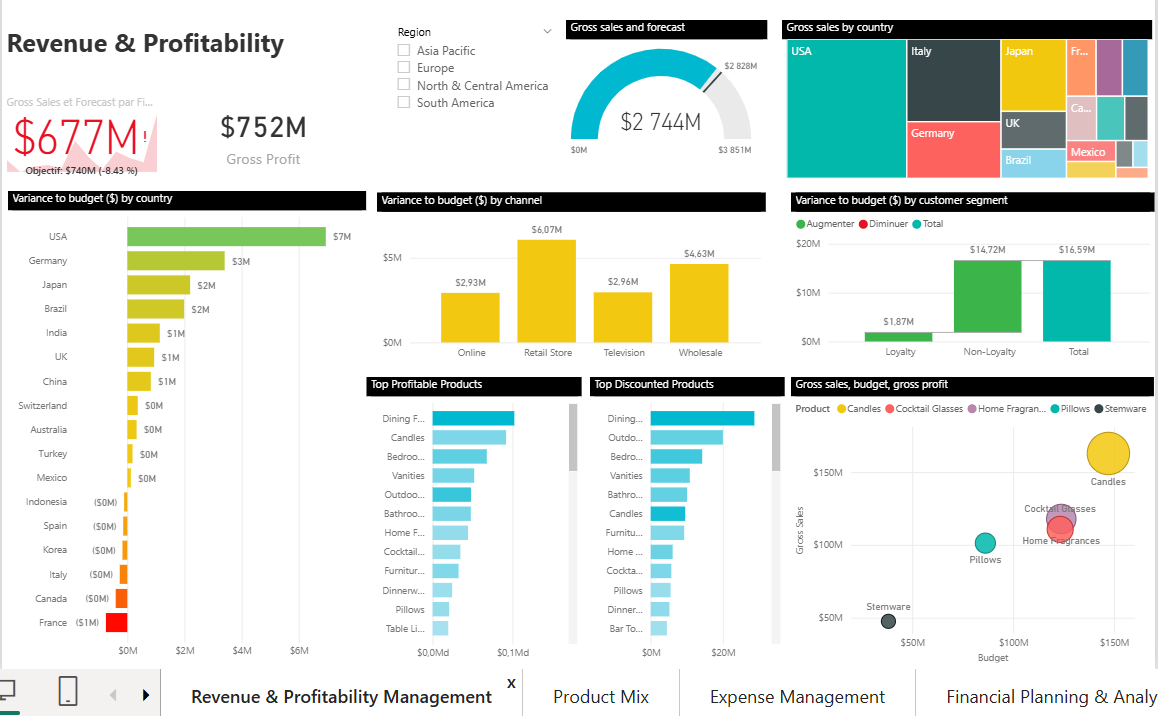 Revenue & Profitability
Gross Sales et Forecast par Fi...
$677M
!
Objectif: $740M (-8.43 %)
$752M
Gross Profit
Region
Asia Pacific
Europe
North & Central America
South America
Gross sales and forecast
$2 828M
$2 744M
$0M
$3 851M
Gross sales by country
USA
Italy
Germany
Japan
UK
Brazil
Fr...
Ca...
Mexico
Variance to budget ($) by country
USA
$7M
Germany
$3M
Japan
$2M
Brazil
$2M
India
$1M
UK
$1M
China
$1M
Switzerland
$0M
Australia
$0M
Turkey
$0M
Mexico
$0M
Indonesia
($0M)
Spain
($0M)
Korea
($0M)
Italy
($0M)
Canada
($0M)
France
($1M)
$0M
$2M
$4M
$6M
Variance to budget ($) by channel
$5M
$0M
$2,93M
$6,07M
$2,96M
$4,63M
Online
Retail Store
Television
Wholesale
Variance to budget ($) by customer segment
Augmenter
Diminuer
Total
$20M
$10M
$0M
$1,87M
$14,72M
$16,59M
Loyalty
Non-Loyalty
Total
Top Profitable Products
Dining F...
Candles
Bedroo...
Vanities
Outdoo...
Bathroo...
Home F...
Cocktail...
Furnitur...
Dinnerw...
Pillows
Table Li...
$0,0Md
$0,1Md
Top Discounted Products
Dining...
Outdo...
Bedro...
Vanities
Bathro...
Candles
Furnitu...
Home ...
Cockta...
Pillows
Dinner...
Bar To...
$0M
$20M
Gross sales, budget, gross profit
Product
Candles
Cocktail Glasses
Home Fragran...
Pillows
Stemware
Gross Sales
$150M
$100M
$50M
Candles
Cocktail Glasses
Home Fragrances
Pillows
Stemware
$50M
$100M
$150M
Budget
Revenue & Profitability Management
x
Product Mix
Expense Management
Financial Planning & Analy